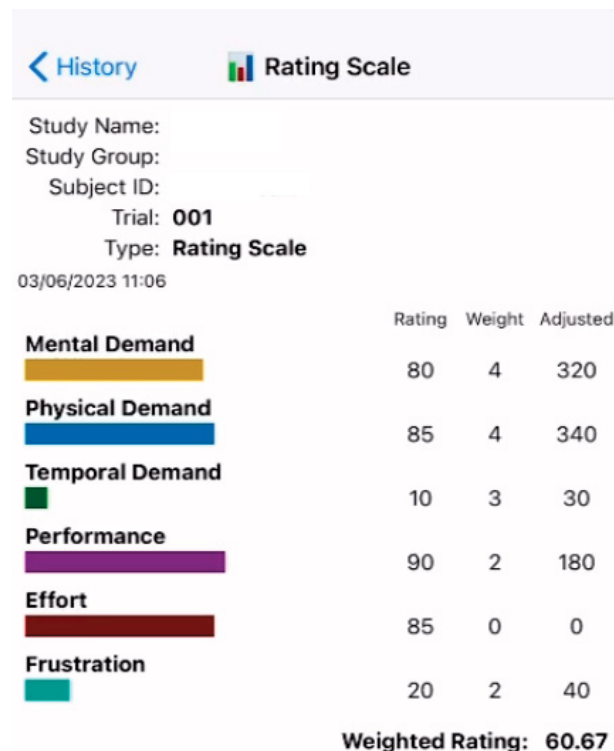 History
Rating Scale
Study Name:
Study Group:
Subject ID:
Trial: 001
Type: Rating Scale
03/06/2023 11:06
Rating Weight Adjusted
Mental Demand
80 4 320
Physical Demand
85 4 340
Temporal Demand
10 3 30
Performance
90 2 180
Effort
85 0 0
Frustration
20 2 40
Weighted Rating: 60.67